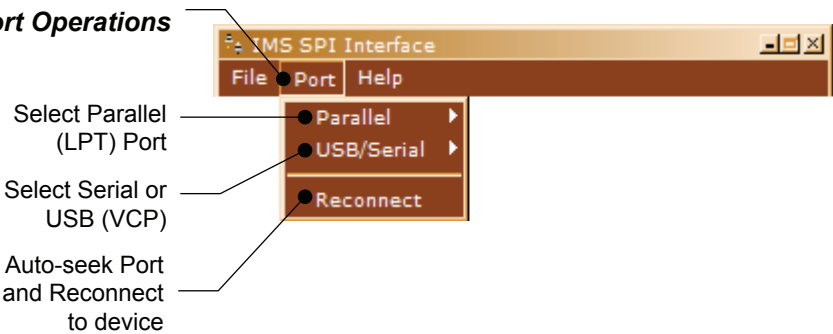 ort Operations
IMS SPI Interface
File Port Help
Select Parallel
(LPT) Port
Parallel
USB/Serial
Select Serial or
USB (VCP)
Reconnect
Auto-seek Port
and Reconnect
to device